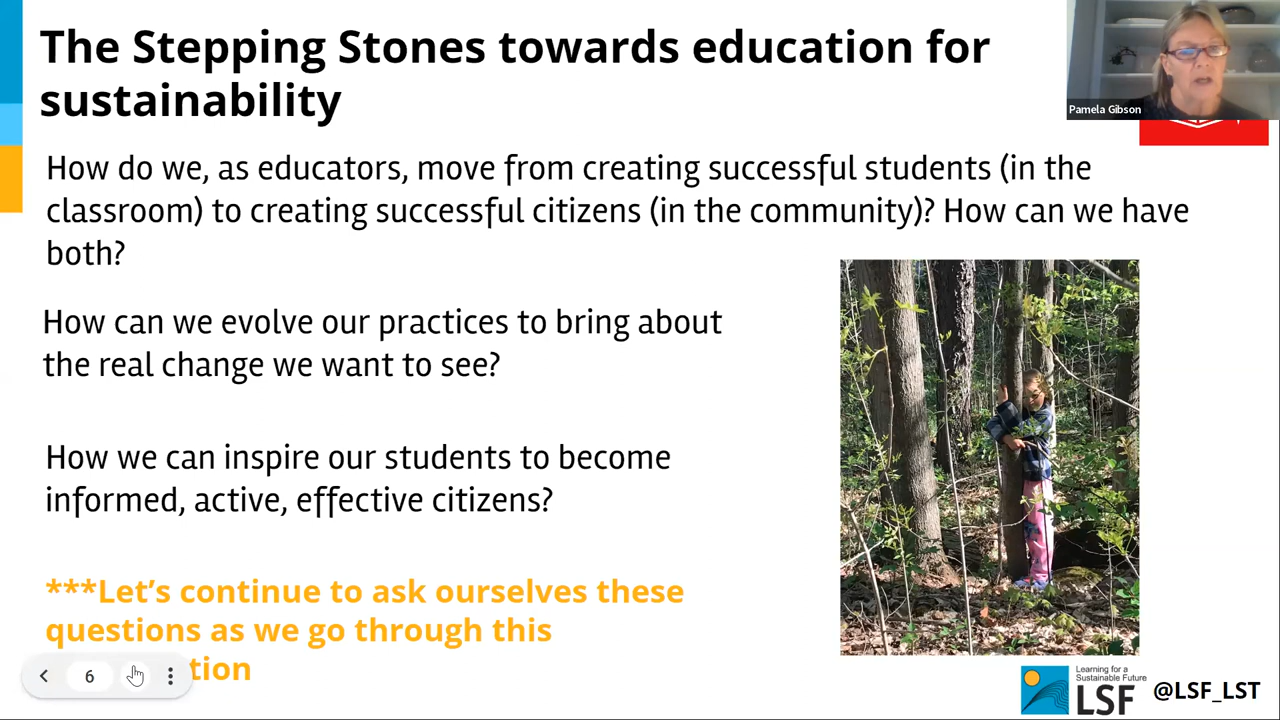 The Stepping Stones towards education for
sustainability
Pamela Gibson
How do we, as educators, move from creating successful students (in the
classroom) to creating successful citizens (in the community)? How can we have
both?
How can we evolve our practices to bring about
the real change we want to see?
How we can inspire our students to become
informed, active, effective citizens?
***Let's continue to ask ourselves these
questions as we go through this
tion
6
Learning for a
Sustainable Future
LSF
@LSF_LST